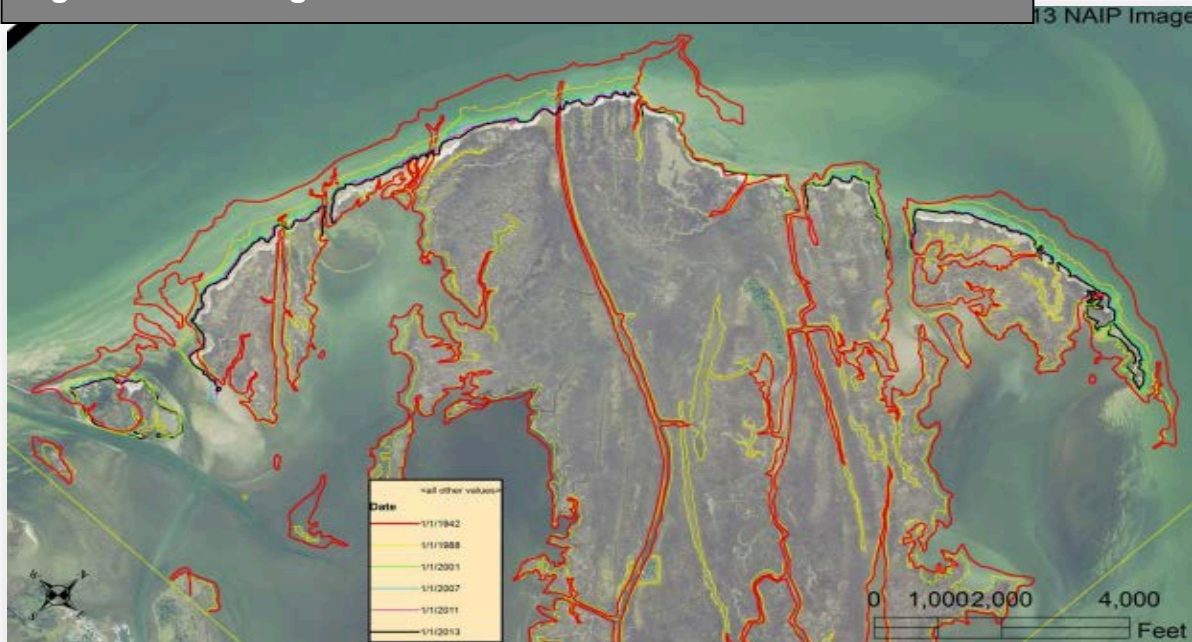 13 NAIP Image
<all other values>
Date
1/1/1942
1/1/1988
1/1/2001
1/1/2007
1/1/2011
1/1/2013
0 1,000 2,000 4,000
Feet